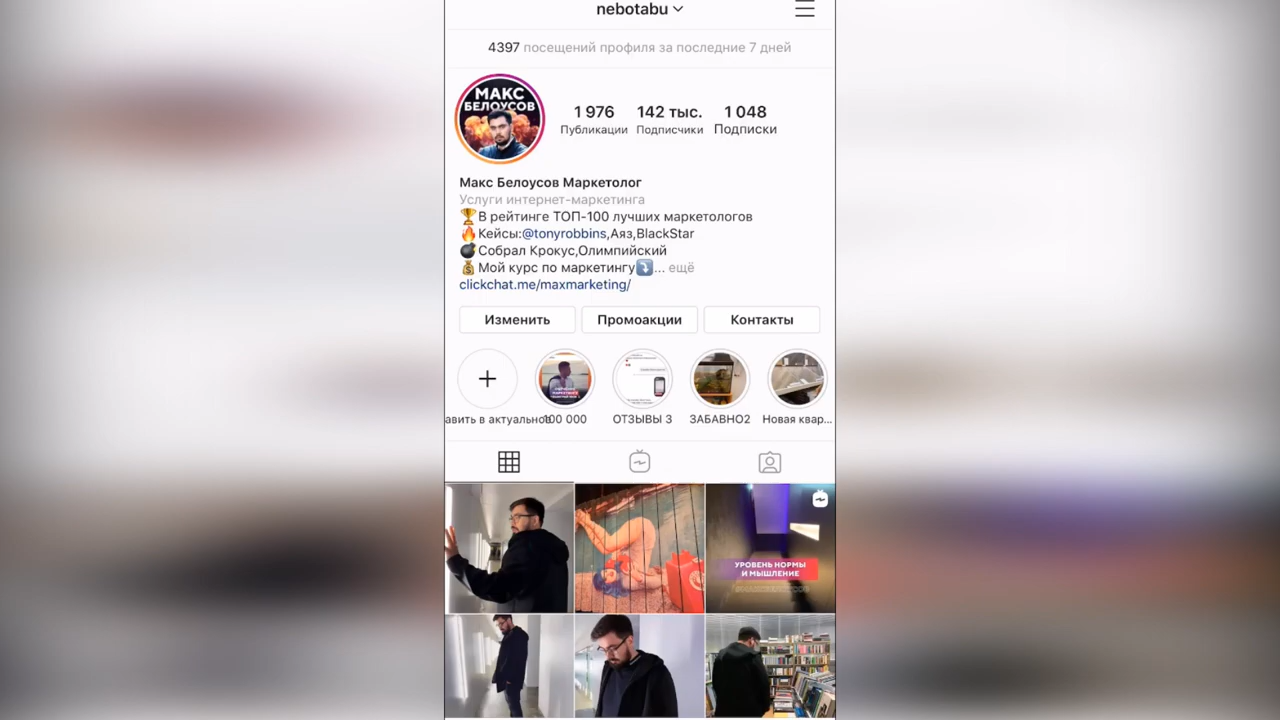 nebotabu
4397 посещений профиля за последние 7 дней
МАКС
БЕЛОУСОВ
1 976 142 тыс. 1 048
Публикации Подписчики Подписки
Макс Белоусов Маркетолог
Услуги интернет-маркетинга
🏆В рейтинге ТОП-100 лучших маркетологов
🔥Кейсы:@tonyrobbins,Аяз,BlackStar
💣Собрал Крокус,Олимпийский
💰Мой курс по маркетингу⤵️... ещё
clickchat.me/maxmarketing/
Изменить Промоакции Контакты
авить в актуально 100 000 ОТЗЫВЫ 3 ЗАБАВНО2 Новая квар...
УРОВЕНЬ НОРМЫ
И МЫШЛЕНИЕ